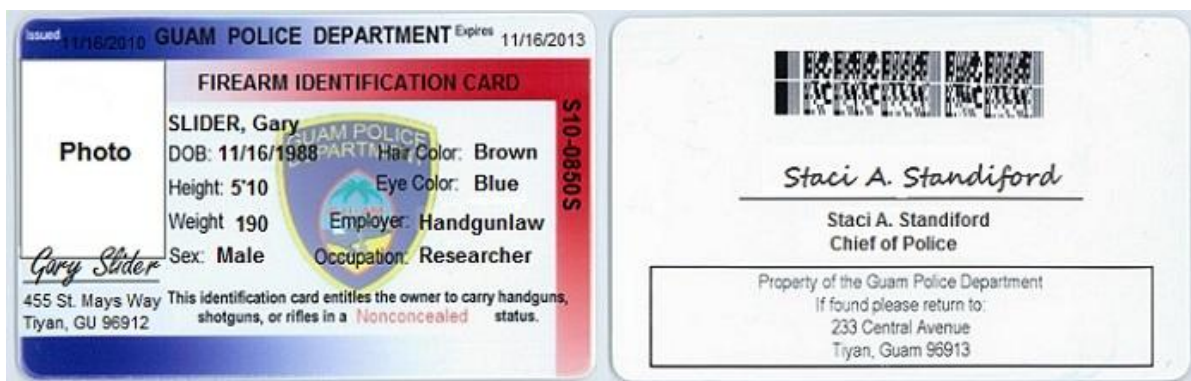 Issued 11/16/2010 GUAM POLICE DEPARTMENT Expires 11/16/2013
FIREARM IDENTIFICATION CARD
S10-0850S
Photo
SLIDER, Gary
GUAM POLICE
DEPARTMENT
DOB: 11/16/1988 Hair Color: Brown
Height: 5'10 Eye Color: Blue
GUAM
Weight 190 Employer: Handgunlaw
Sex: Male Occupation: Researcher
Gary Slider
455 St. Mays Way
Tiyan, GU 96912
This identification card entitles the owner to carry handguns,
shotguns, or rifles in a Nonconcealed status.
Staci A. Standiford
Staci A. Standiford
Chief of Police
Property of the Guam Police Department
If found please return to:
233 Central Avenue
Tiyan, Guam 96913